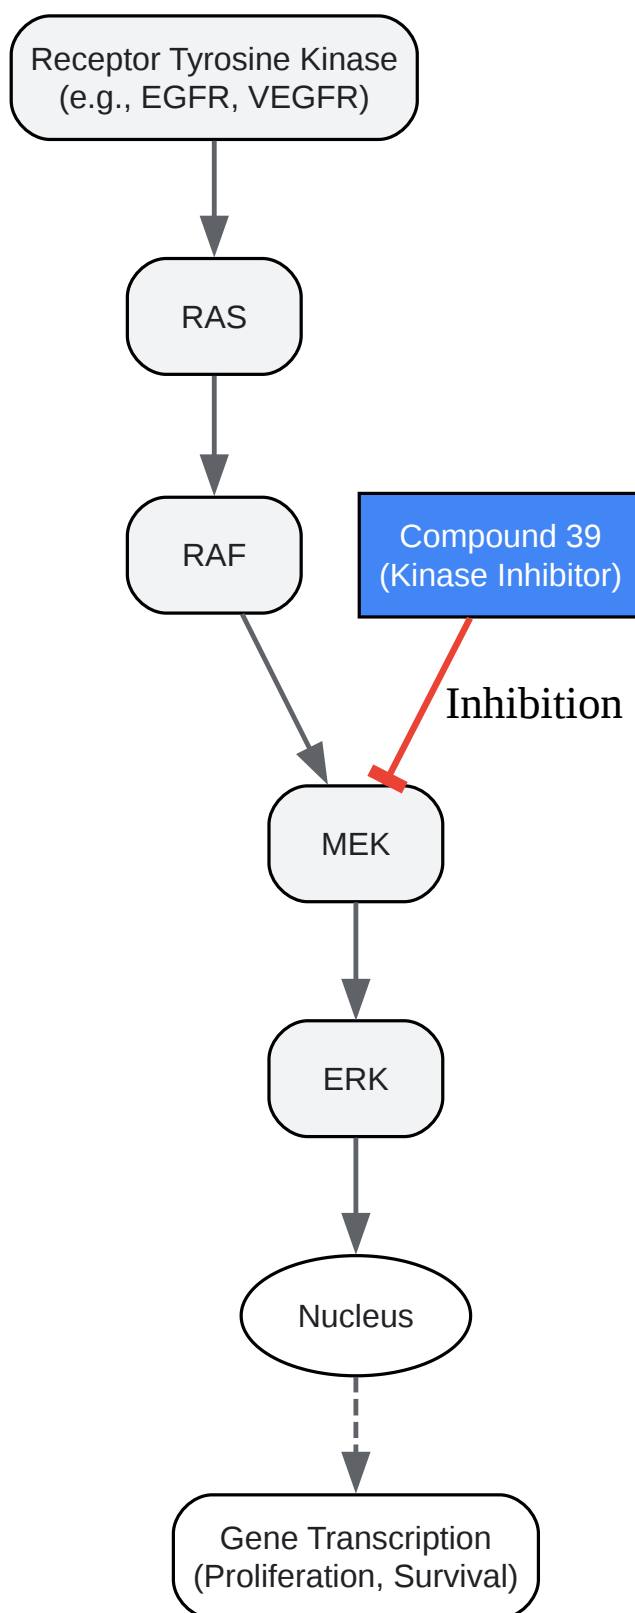 Receptor Tyrosine Kinase
(e.g., EGFR, VEGFR)
RAS
RAF
Compound 39
(Kinase Inhibitor)
Inhibition
MEK
ERK
Nucleus
Gene Transcription
(Proliferation, Survival)